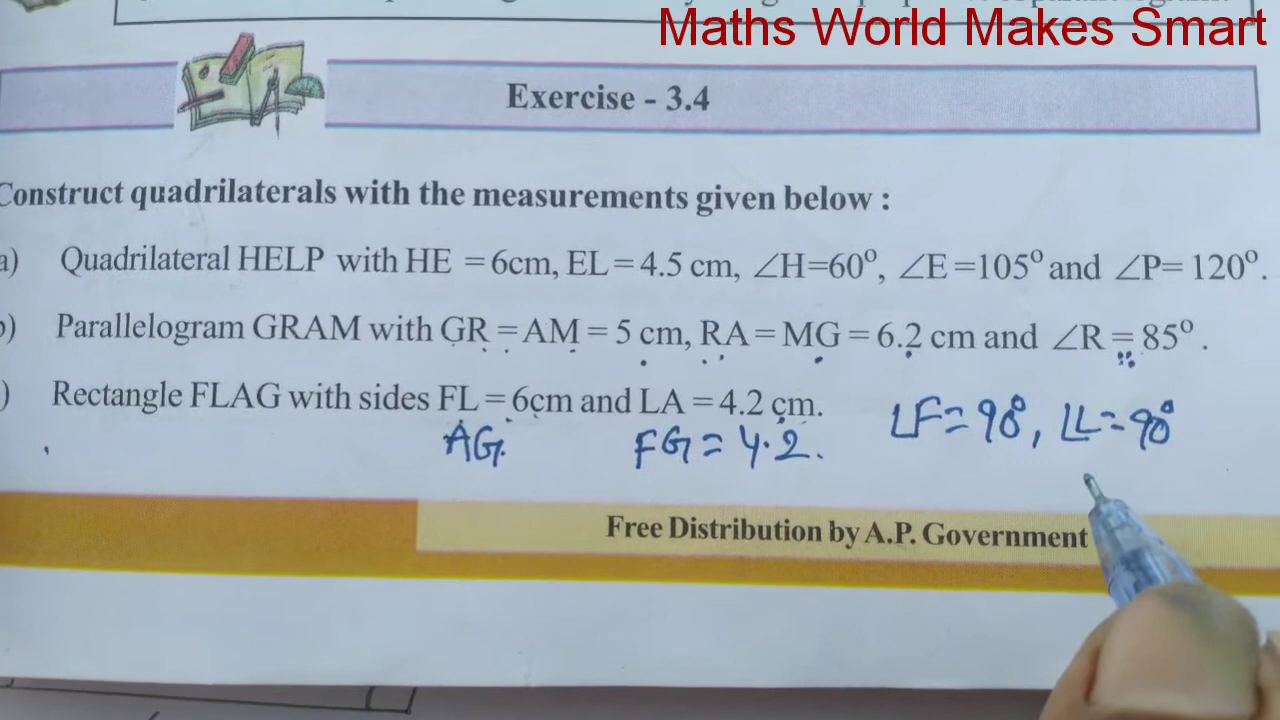 Maths World Makes Smart
Exercise - 3.4
Construct quadrilaterals with the measurements given below :
a) Quadrilateral HELP with HE = 6cm, EL = 4.5 cm, ∠H=60°, ∠E =105° and ∠P= 120°.
b) Parallelogram GRAM with GR = AM = 5 cm, RA = MG = 6.2 cm and ∠R = 85°.
) Rectangle FLAG with sides FL = 6cm and LA = 4.2 cm.
∠F = 90°, ∠L = 90°
AG. FG = 4.2.
Free Distribution by A.P. Government